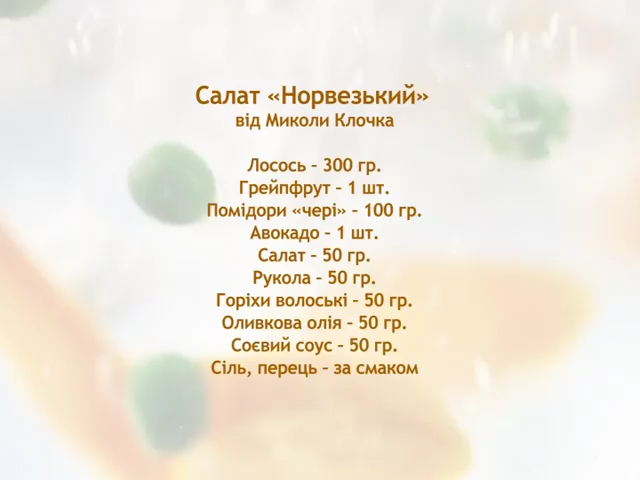 Салат «Норвезький»
від Миколи Клочка
Лосось – 300 гр.
Грейпфрут – 1 шт.
Помідори «чері» – 100 гр.
Авокадо – 1 шт.
Салат – 50 гр.
Рукола – 50 гр.
Горіхи волоські – 50 гр.
Оливкова олія – 50 гр.
Соєвий соус – 50 гр.
Сіль, перець – за смаком